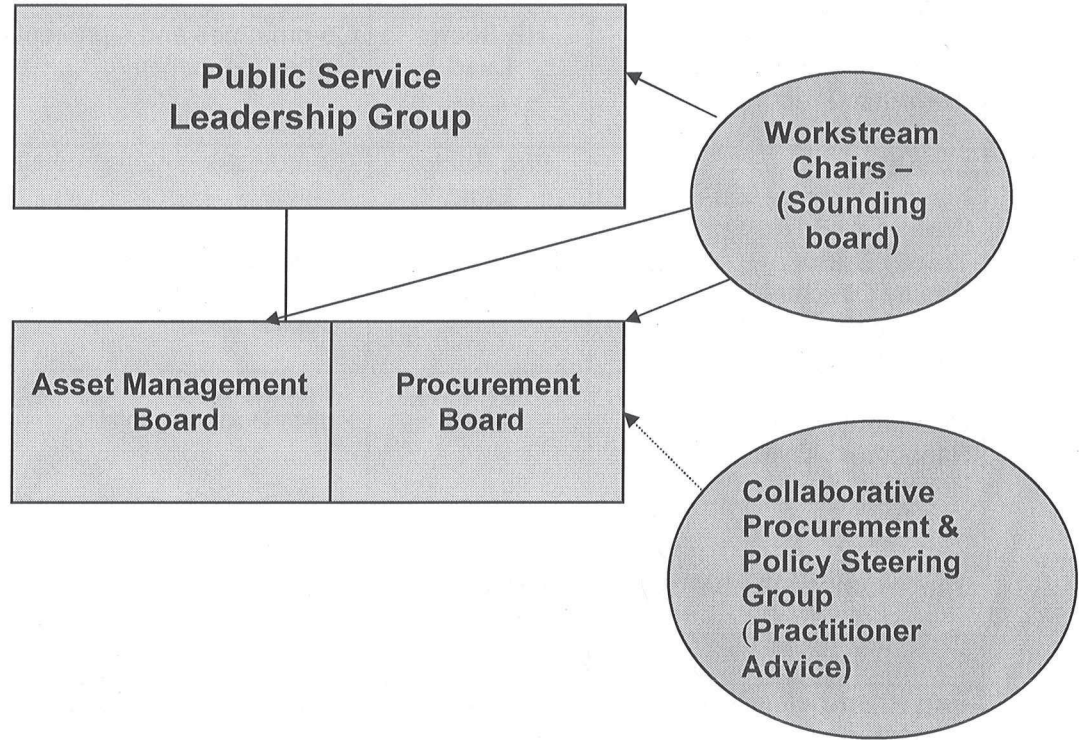 Public Service
Leadership Group
Workstream
Chairs –
(Sounding
board)
Asset Management
Board
Procurement
Board
Collaborative
Procurement &
Policy Steering
Group
(Practitioner
Advice)